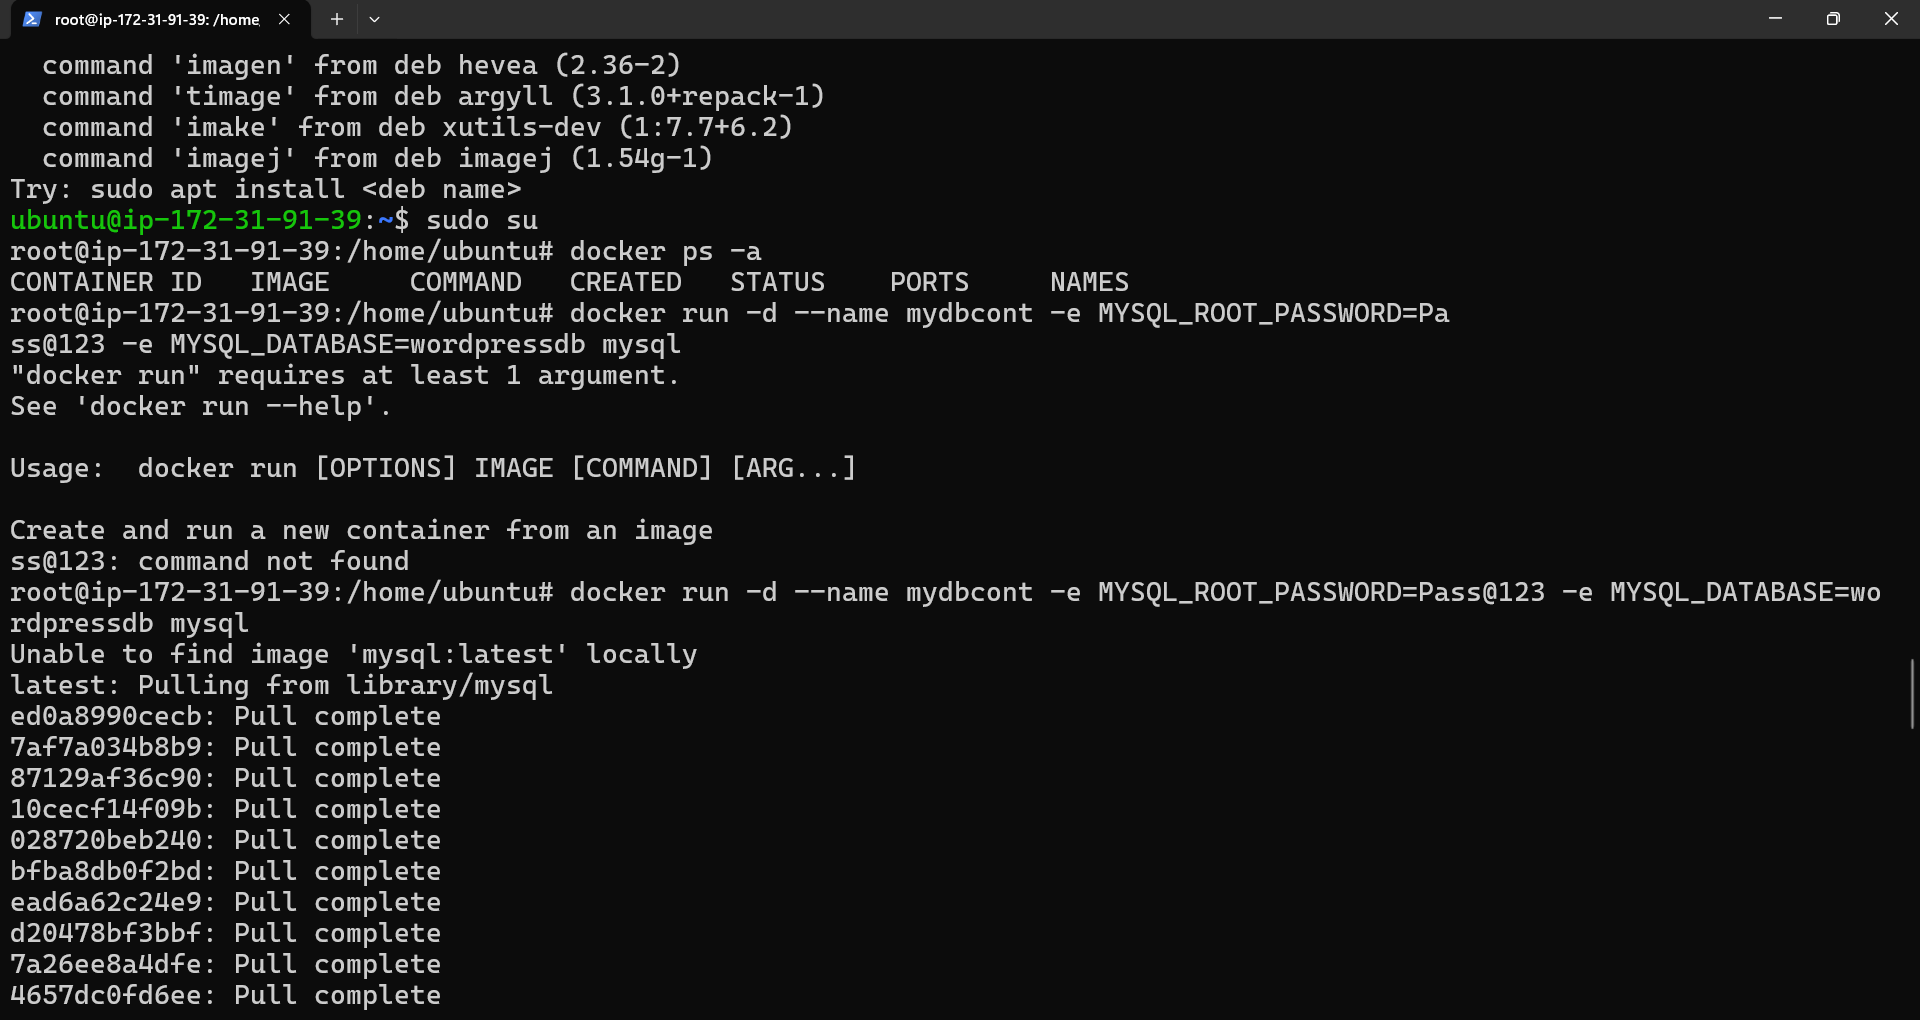 root@ip-172-31-91-39: /home
command 'imagen' from deb hevea (2.36-2)
command 'timage' from deb argyll (3.1.0+repack-1)
command 'imake' from deb xutils-dev (1:7.7+6.2)
command 'imagej' from deb imagej (1.54g-1)
Try: sudo apt install <deb name>
ubuntu@ip-172-31-91-39:~$ sudo su
root@ip-172-31-91-39:/home/ubuntu# docker ps -a
CONTAINER ID   IMAGE     COMMAND   CREATED   STATUS    PORTS     NAMES
root@ip-172-31-91-39:/home/ubuntu# docker run -d --name mydbcont -e MYSQL_ROOT_PASSWORD=Pa
ss@123 -e MYSQL_DATABASE=wordpressdb mysql
"docker run" requires at least 1 argument.
See 'docker run --help'.
Usage:  docker run [OPTIONS] IMAGE [COMMAND] [ARG...]
Create and run a new container from an image
ss@123: command not found
root@ip-172-31-91-39:/home/ubuntu# docker run -d --name mydbcont -e MYSQL_ROOT_PASSWORD=Pass@123 -e MYSQL_DATABASE=wo
rdpressdb mysql
Unable to find image 'mysql:latest' locally
latest: Pulling from library/mysql
ed0a8990cecb: Pull complete
7af7a034b8b9: Pull complete
87129af36c90: Pull complete
10cecf14f09b: Pull complete
028720beb240: Pull complete
bfba8db0f2bd: Pull complete
ead6a62c24e9: Pull complete
d20478bf3bbf: Pull complete
7a26ee8a4dfe: Pull complete
4657dc0fd6ee: Pull complete